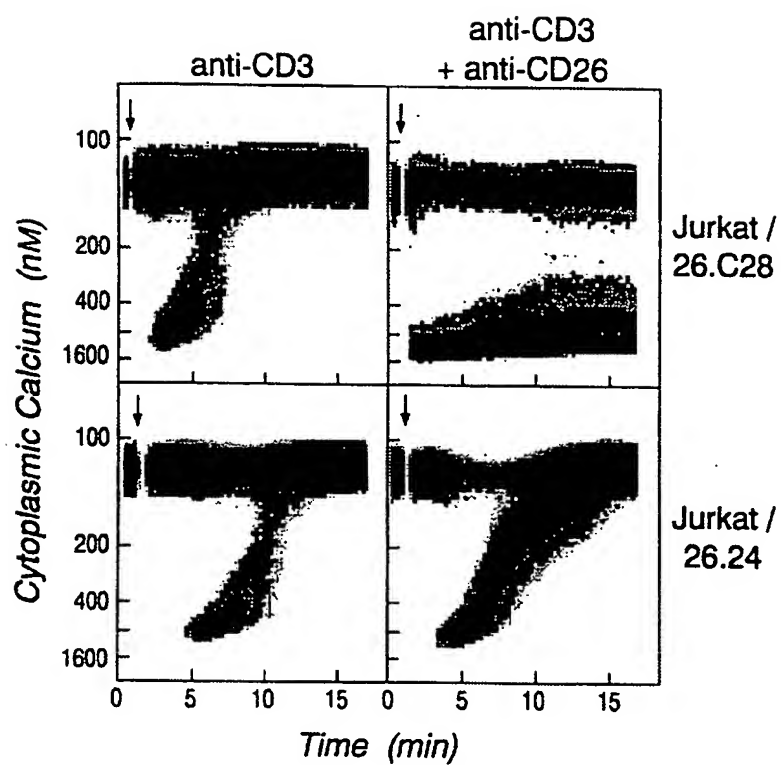 anti-CD3
anti-CD3
+ anti-CD26
100
200
400
1600
Jurkat /
26.C28
100
200
400
1600
Jurkat /
26.24
0 5 10 15
0 5 10 15
Cytoplasmic Calcium (nM)
Time (min)